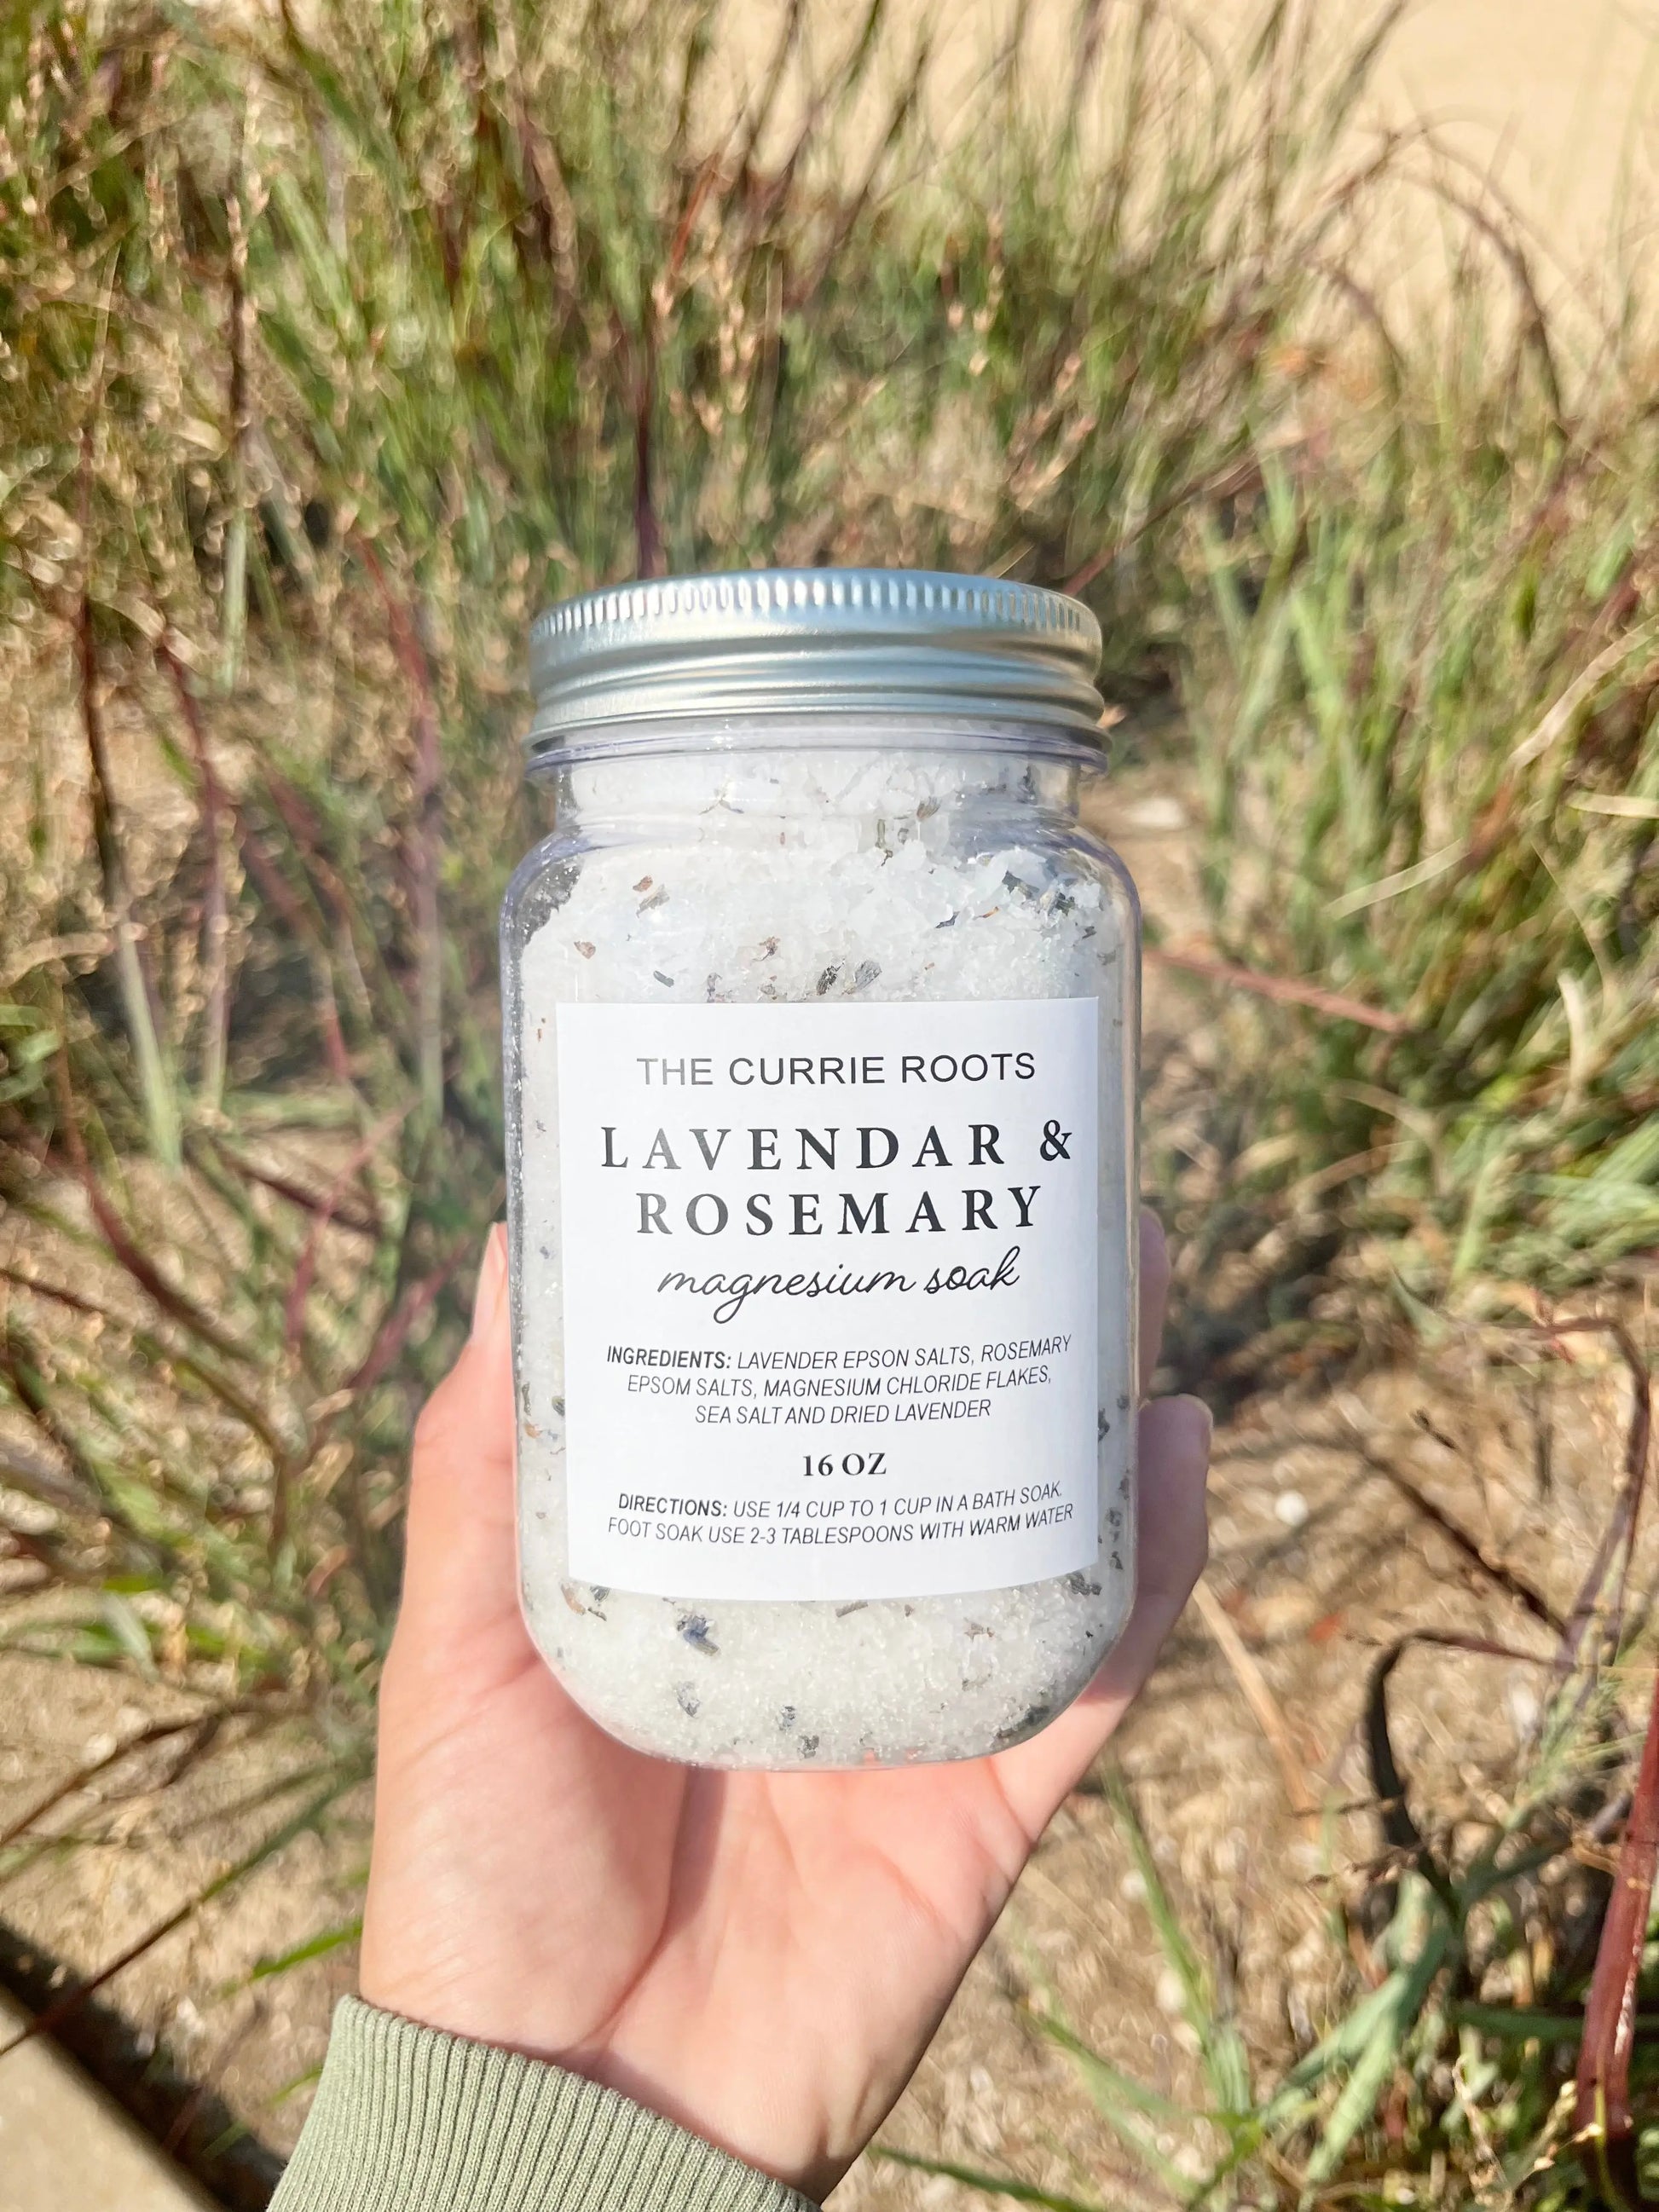 THE CURRIE ROOTS
LAVENDAR &
ROSEMARY
magnesium soak
INGREDIENTS: LAVENDER EPSON SALTS, ROSEMARY
EPSOM SALTS, MAGNESIUM CHLORIDE FLAKES,
SEA SALT AND DRIED LAVENDER
16 OZ
DIRECTIONS: USE 1/4 CUP TO 1 CUP IN A BATH SOAK.
FOOT SOAK USE 2-3 TABLESPOONS WITH WARM WATER